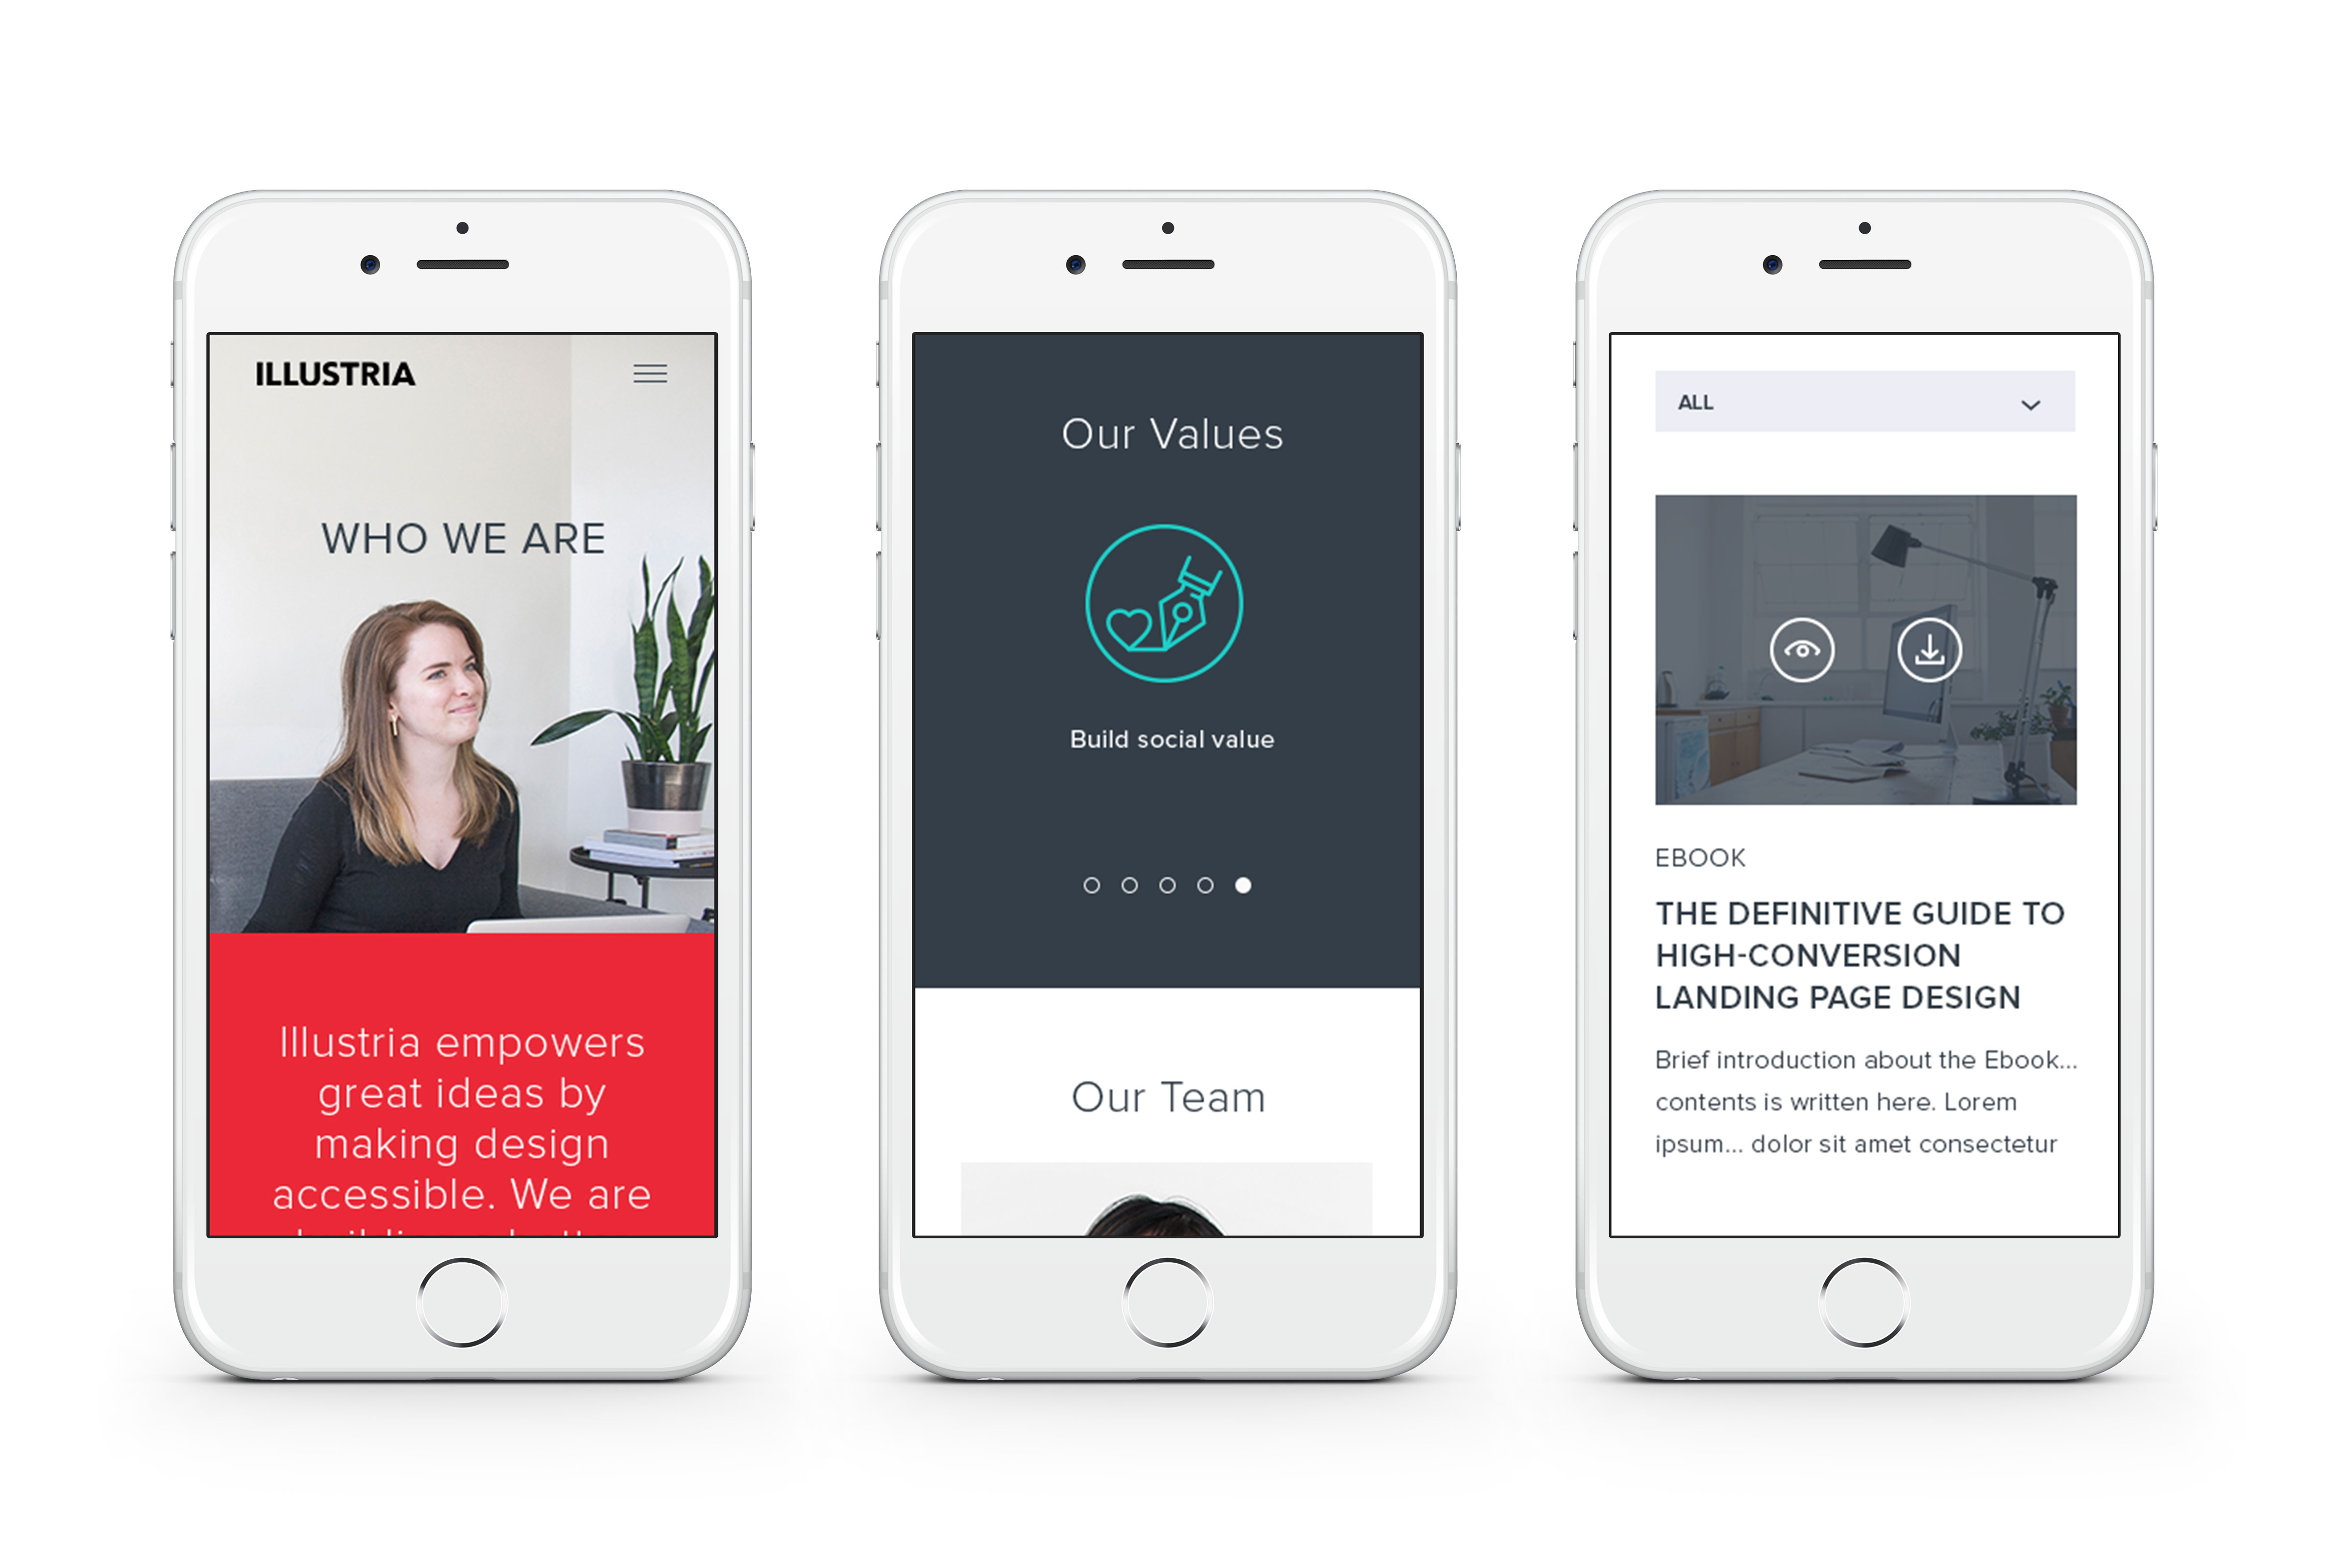 ILLUSTRIA
WHO WE ARE
Illustria empowers
great ideas by
making design
accessible. We are
Our Values
Build social value
Our Team
ALL
EBOOK
THE DEFINITIVE GUIDE TO
HIGH-CONVERSION
LANDING PAGE DESIGN
Brief introduction about the Ebook...
contents is written here. Lorem
ipsum... dolor sit amet consectetur